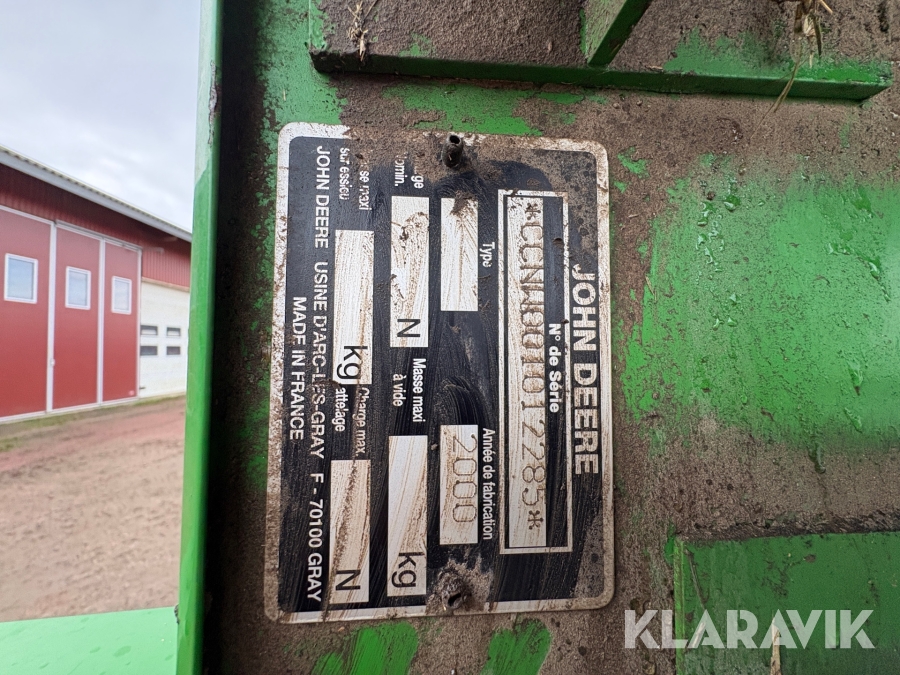 JOHN DEERE
N° de Série
*CCNM001012285*
Type
Année de fabrication
2000
N
Masse maxi
à vide
kg
kg
Charge max.
attelage
N
JOHN DEERE USINE D'ARC-LES-GRAY F - 70100 GRAY
MADE IN FRANCE
KLARAVIK